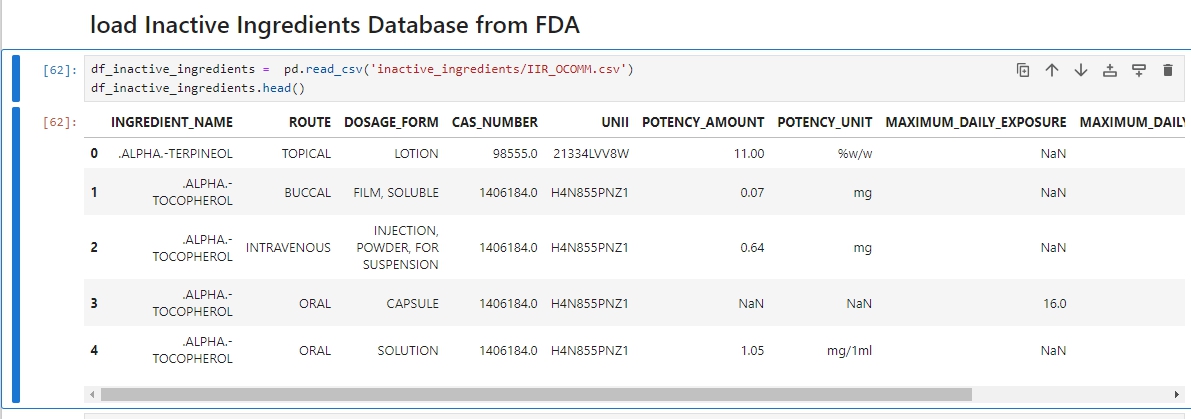 load Inactive Ingredients Database from FDA
[62]: df_inactive_ingredients =  pd.read_csv('inactive_ingredients/IIR_OCOMM.csv')
df_inactive_ingredients.head()
[62]: INGREDIENT_NAME ROUTE DOSAGE_FORM CAS_NUMBER UNII POTENCY_AMOUNT POTENCY_UNIT MAXIMUM_DAILY_EXPOSURE MAXIMUM_DAILY
0 .ALPHA.-TERPINEOL TOPICAL LOTION 98555.0 21334LVV8W 11.00 %w/w NaN
1 .ALPHA.-
TOCOPHEROL BUCCAL FILM, SOLUBLE 1406184.0 H4N855PNZ1 0.07 mg NaN
2 .ALPHA.-
TOCOPHEROL INTRAVENOUS INJECTION,
POWDER, FOR
SUSPENSION 1406184.0 H4N855PNZ1 0.64 mg NaN
3 .ALPHA.-
TOCOPHEROL ORAL CAPSULE 1406184.0 H4N855PNZ1 NaN NaN 16.0
4 .ALPHA.-
TOCOPHEROL ORAL SOLUTION 1406184.0 H4N855PNZ1 1.05 mg/1ml NaN